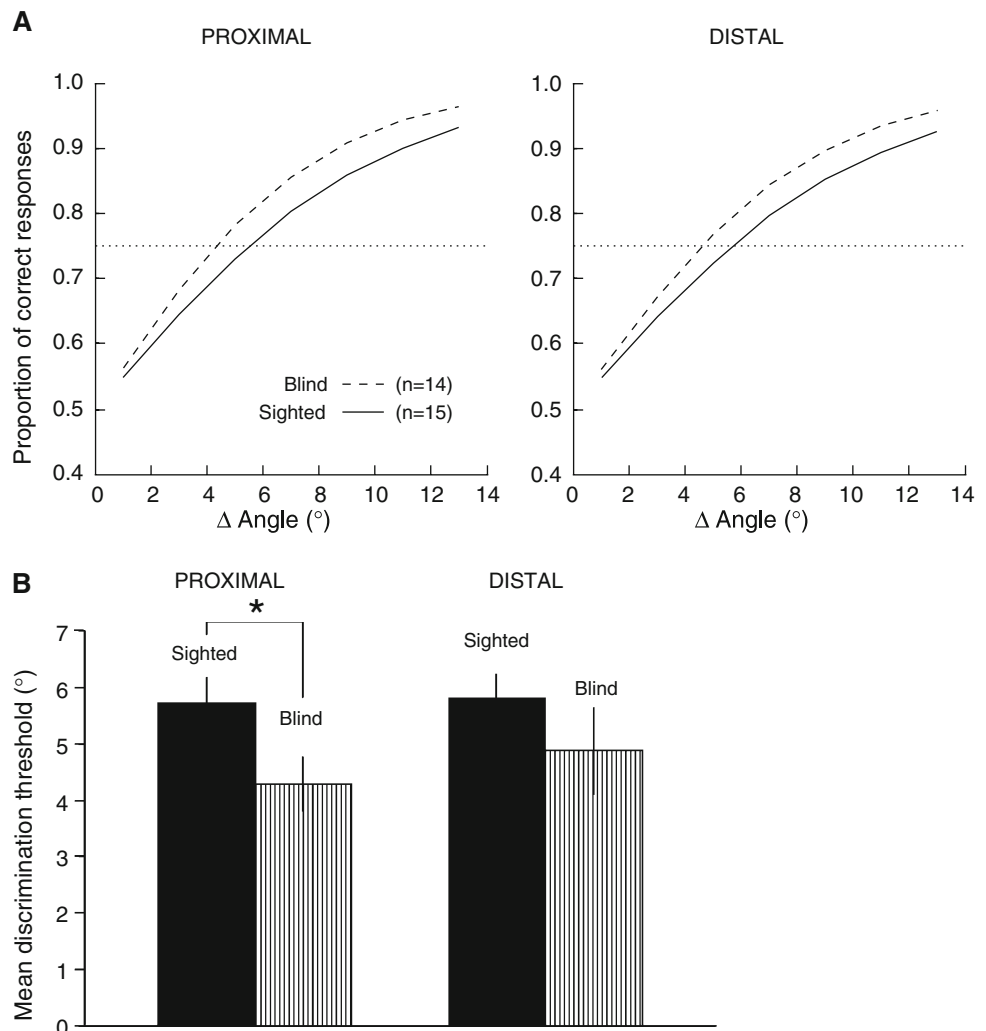 A
PROXIMAL
DISTAL
Proportion of correct responses
1.0
0.9
0.8
0.7
0.6
0.5
0.4
Blind (n=14)
Sighted (n=15)
0 2 4 6 8 10 12 14
Δ Angle (°)
1.0
0.9
0.8
0.7
0.6
0.5
0.4
0 2 4 6 8 10 12 14
Δ Angle (°)
B
PROXIMAL
DISTAL
Mean discrimination threshold (°)
7
6
5
4
3
2
1
0
*
Sighted
Blind
Sighted
Blind